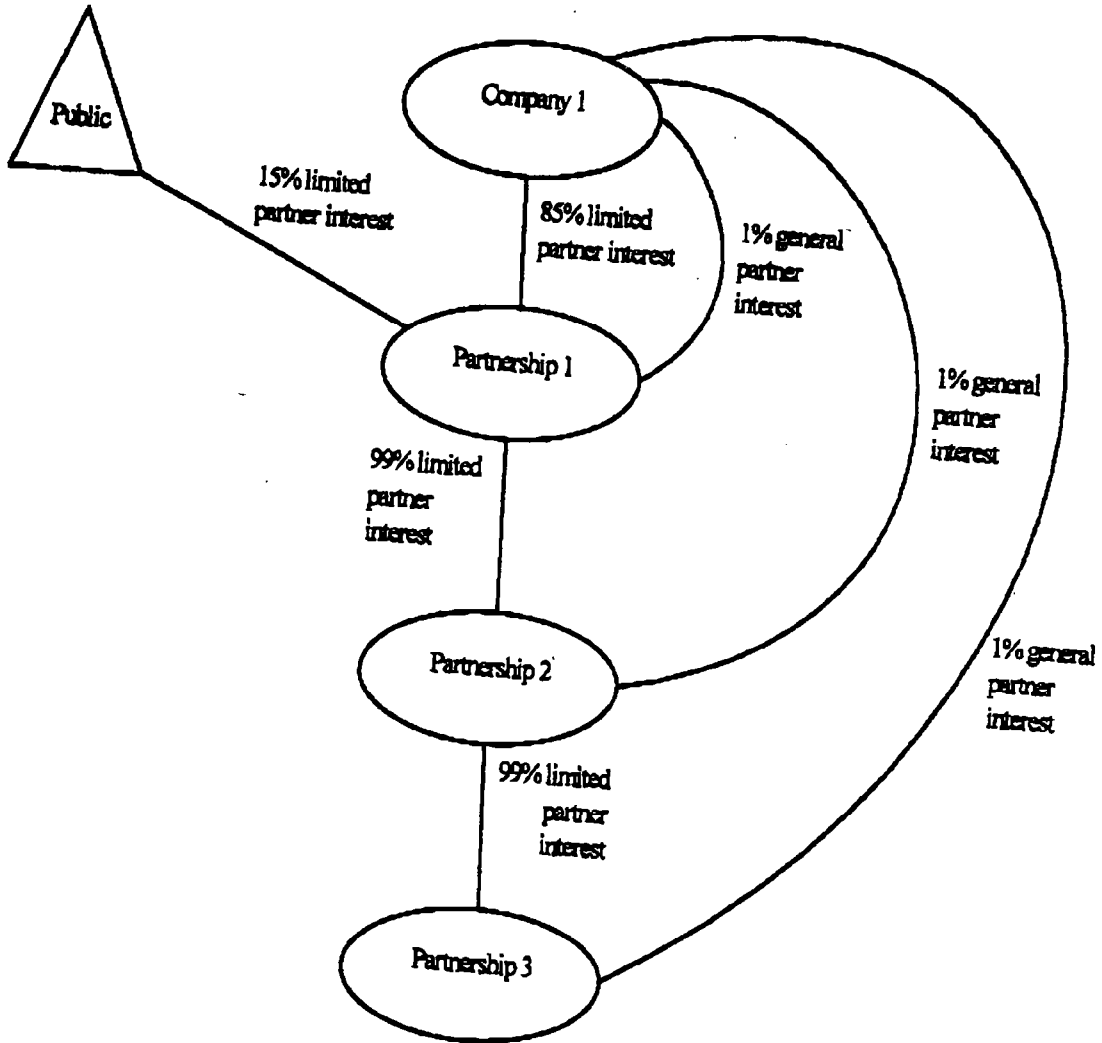 Public
Company 1
15% limited
partner interest
85% limited
partner interest
1% general
partner
interest
Partnership 1
1% general
partner
interest
99% limited
partner
interest
Partnership 2
1% general
partner
interest
99% limited
partner
interest
Partnership 3